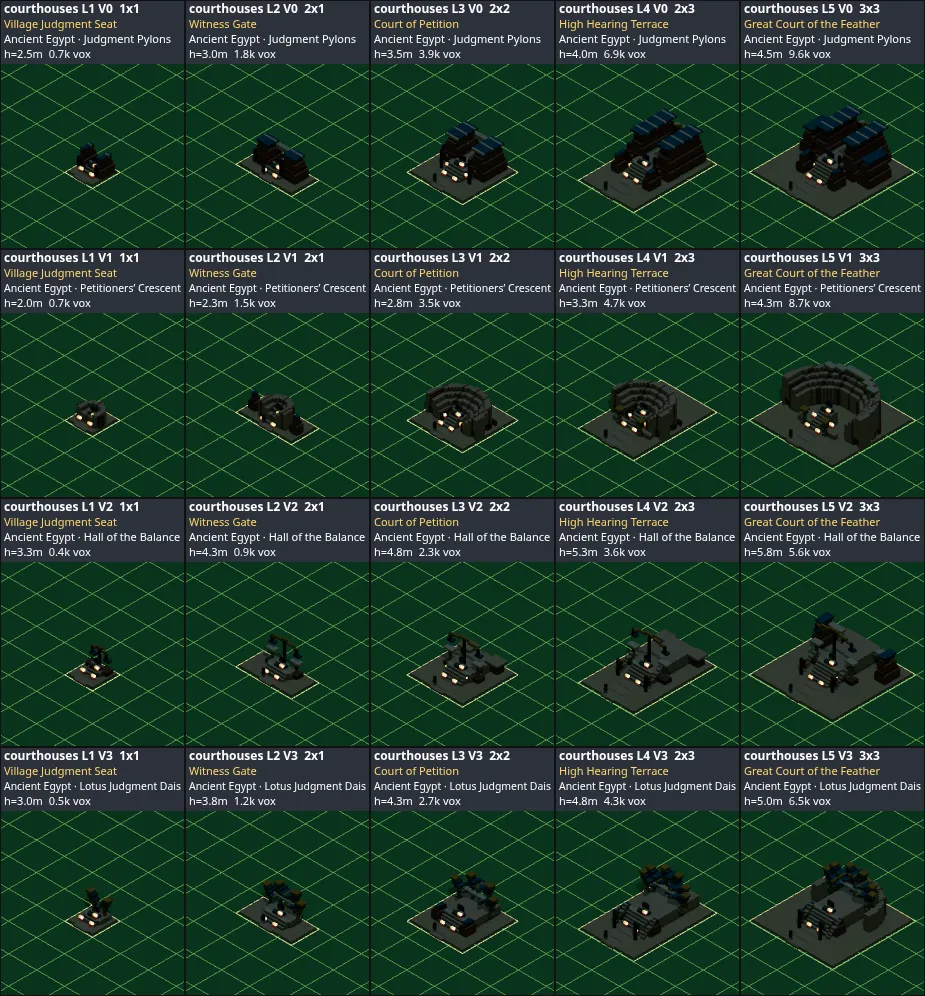 courthouses L1 V0 1x1
Village Judgment Seat
Ancient Egypt · Judgment Pylons
h=2.5m 0.7k vox
courthouses L2 V0 2x1
Witness Gate
Ancient Egypt · Judgment Pylons
h=3.0m 1.8k vox
courthouses L3 V0 2x2
Court of Petition
Ancient Egypt · Judgment Pylons
h=3.5m 3.9k vox
courthouses L4 V0 2x3
High Hearing Terrace
Ancient Egypt · Judgment Pylons
h=4.0m 6.9k vox
courthouses L5 V0 3x3
Great Court of the Feather
Ancient Egypt · Judgment Pylons
h=4.5m 9.6k vox
courthouses L1 V1 1x1
Village Judgment Seat
Ancient Egypt · Petitioners’ Crescent
h=2.0m 0.7k vox
courthouses L2 V1 2x1
Witness Gate
Ancient Egypt · Petitioners’ Crescent
h=2.3m 1.5k vox
courthouses L3 V1 2x2
Court of Petition
Ancient Egypt · Petitioners’ Crescent
h=2.8m 3.5k vox
courthouses L4 V1 2x3
High Hearing Terrace
Ancient Egypt · Petitioners’ Crescent
h=3.3m 4.7k vox
courthouses L5 V1 3x3
Great Court of the Feather
Ancient Egypt · Petitioners’ Crescent
h=4.3m 8.7k vox
courthouses L1 V2 1x1
Village Judgment Seat
Ancient Egypt · Hall of the Balance
h=3.3m 0.4k vox
courthouses L2 V2 2x1
Witness Gate
Ancient Egypt · Hall of the Balance
h=4.3m 0.9k vox
courthouses L3 V2 2x2
Court of Petition
Ancient Egypt · Hall of the Balance
h=4.8m 2.3k vox
courthouses L4 V2 2x3
High Hearing Terrace
Ancient Egypt · Hall of the Balance
h=5.3m 3.6k vox
courthouses L5 V2 3x3
Great Court of the Feather
Ancient Egypt · Hall of the Balance
h=5.8m 5.6k vox
courthouses L1 V3 1x1
Village Judgment Seat
Ancient Egypt · Lotus Judgment Dais
h=3.0m 0.5k vox
courthouses L2 V3 2x1
Witness Gate
Ancient Egypt · Lotus Judgment Dais
h=3.8m 1.2k vox
courthouses L3 V3 2x2
Court of Petition
Ancient Egypt · Lotus Judgment Dais
h=4.3m 2.7k vox
courthouses L4 V3 2x3
High Hearing Terrace
Ancient Egypt · Lotus Judgment Dais
h=4.8m 4.3k vox
courthouses L5 V3 3x3
Great Court of the Feather
Ancient Egypt · Lotus Judgment Dais
h=5.0m 6.5k vox